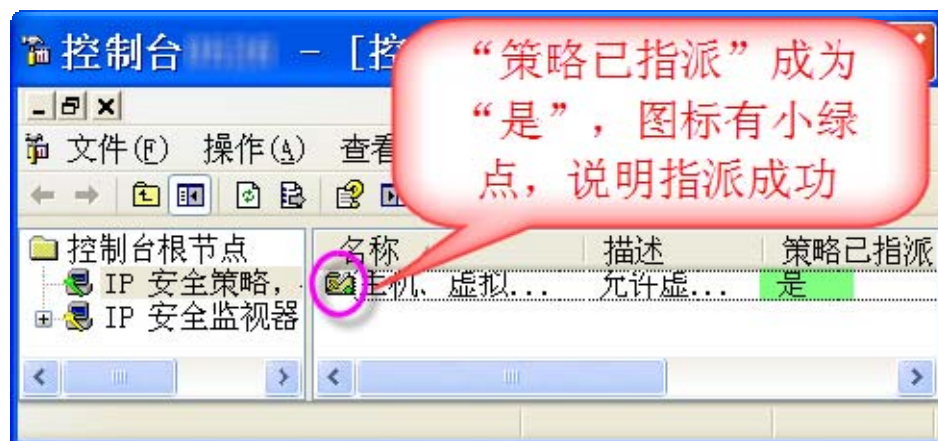 控制台 - [控
“策略已指派”成为
“是”，图标有小绿
点，说明指派成功
文件(F) 操作(A) 查看
控制台根节点
IP 安全策略，
IP 安全监视器
名称 描述 策略已指派
主机、虚拟... 允许虚... 是